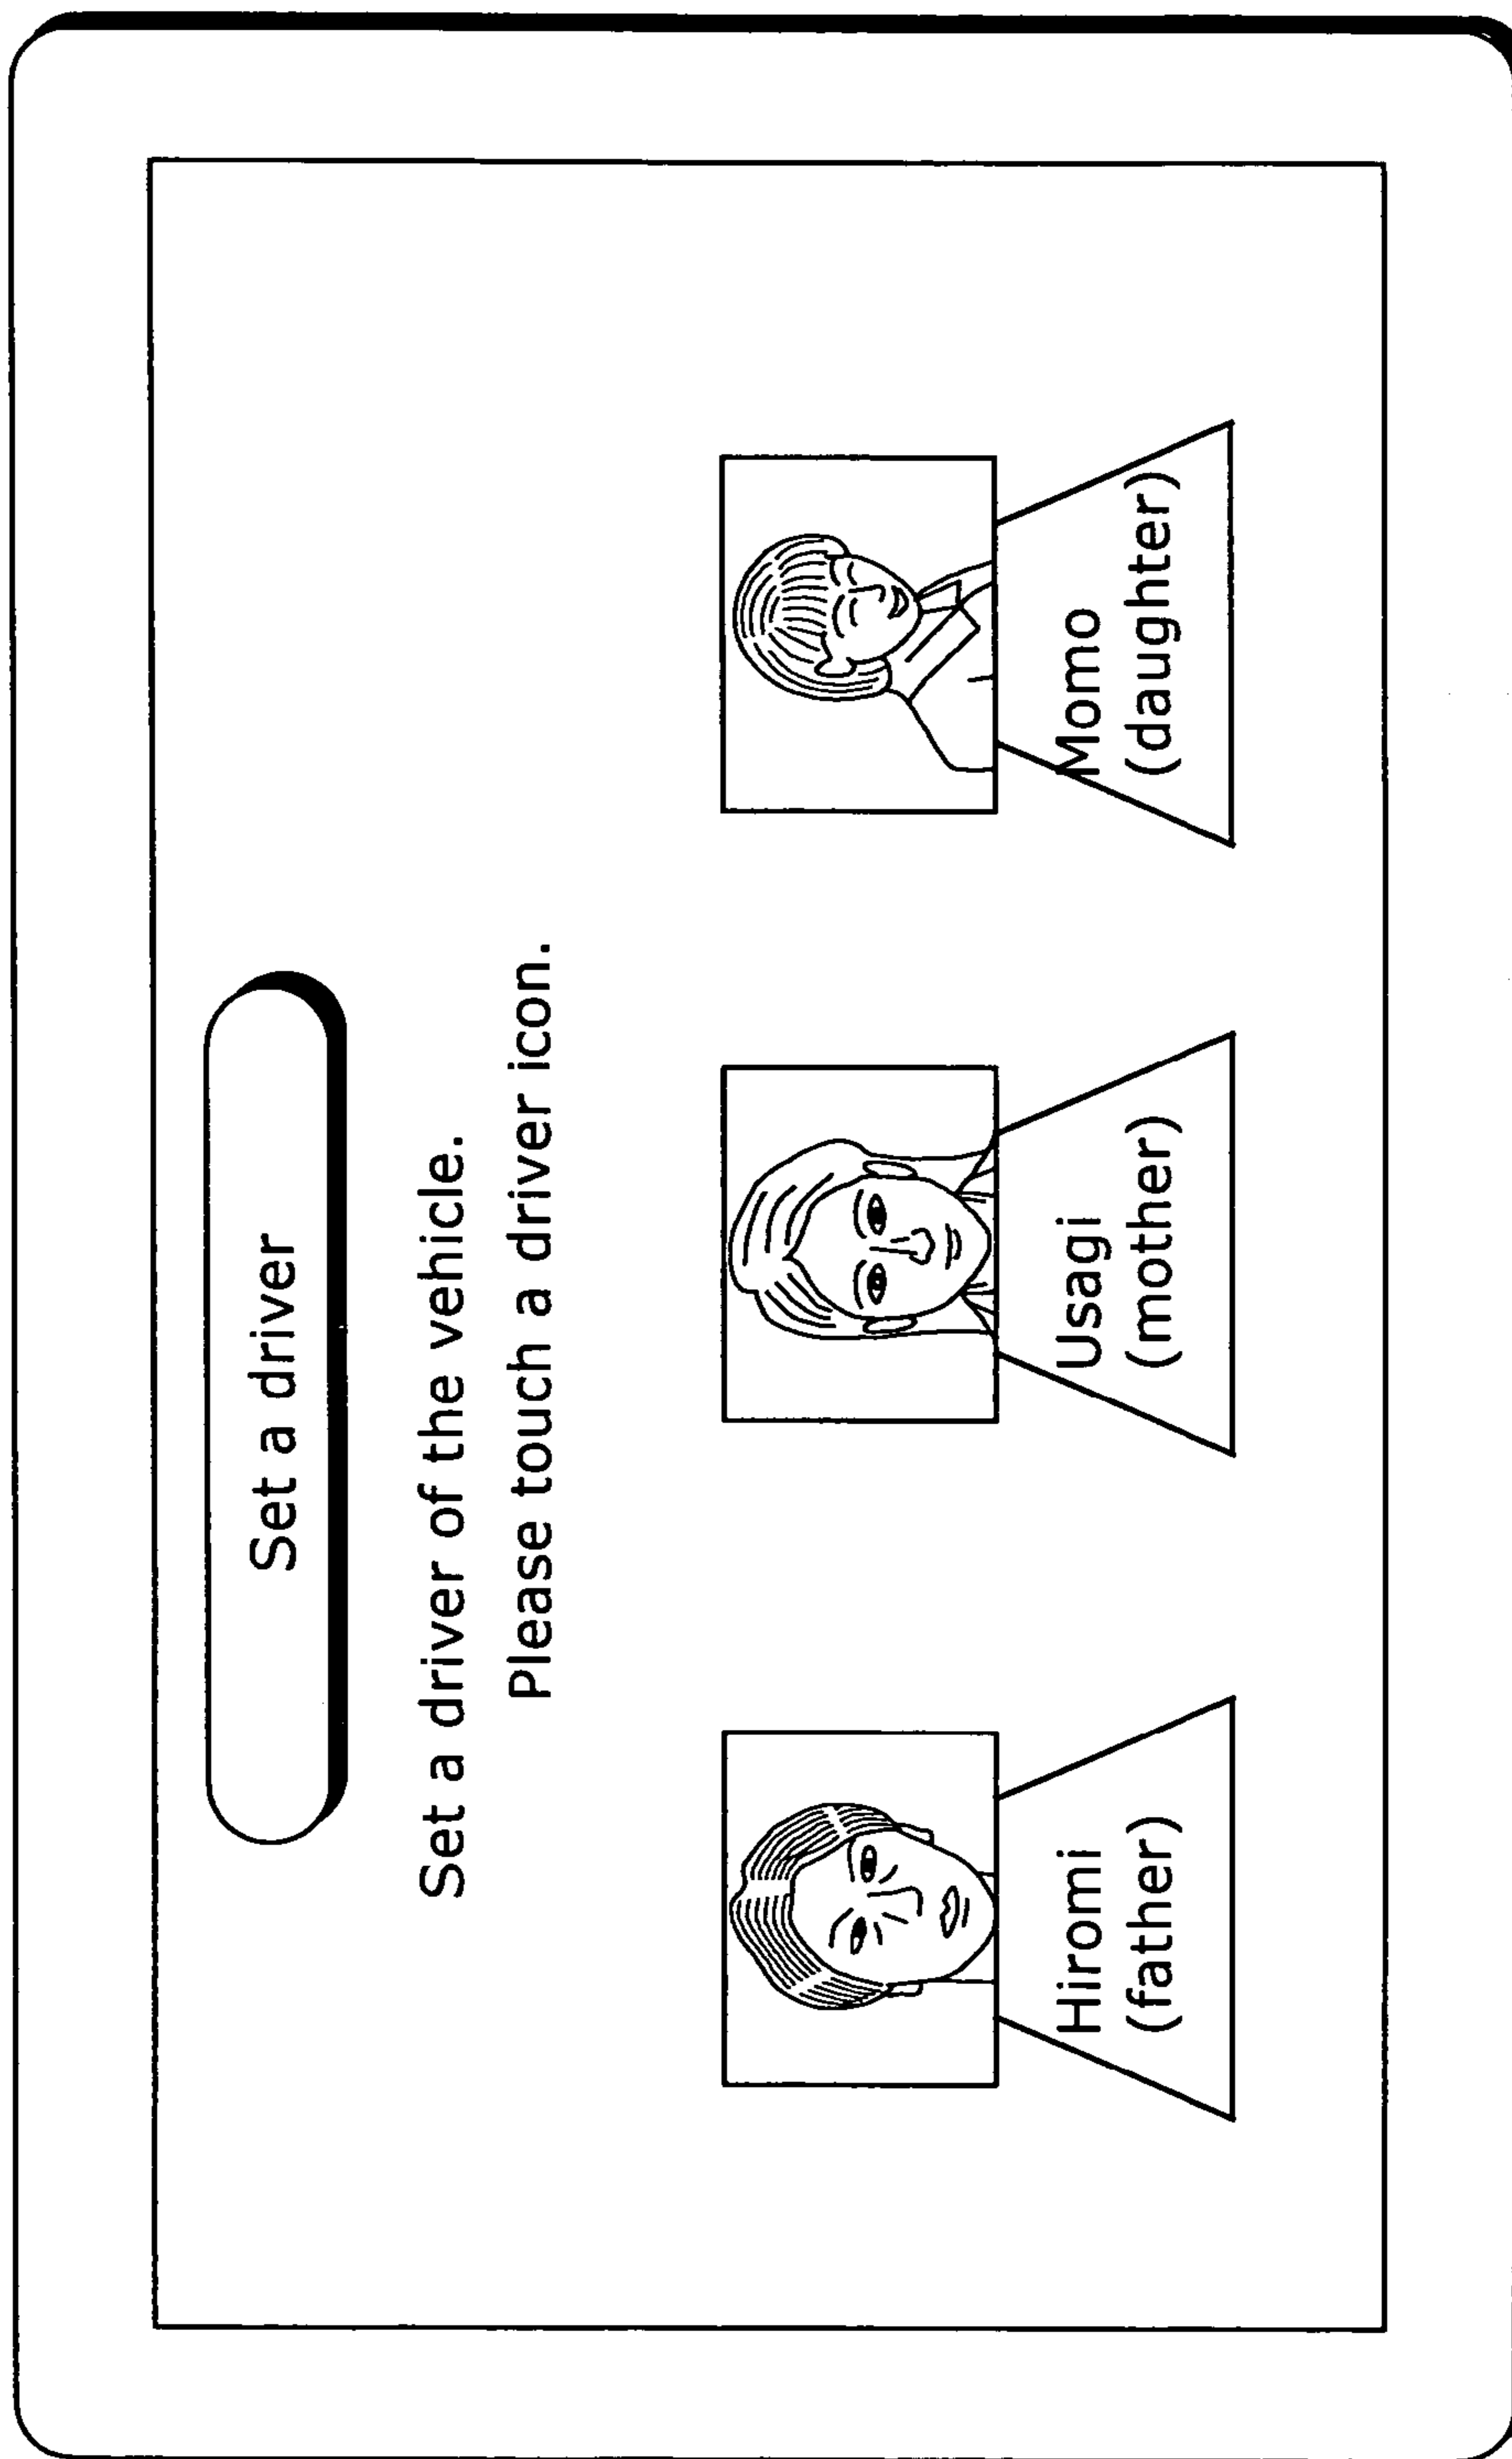 Set a driver
Set a driver of the vehicle.
Please touch a driver icon.
Hiromi
(father)
Usagi
(mother)
Momo
(daughter)